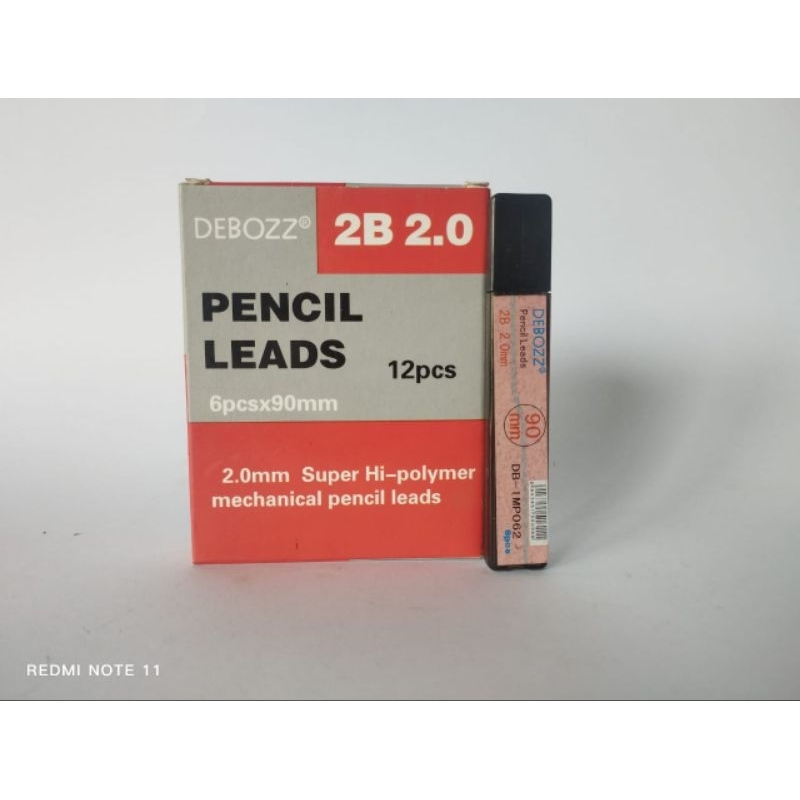 DEBOZZ®
2B 2.0
PENCIL
LEADS
12pcs
6pcsx90mm
2.0mm Super Hi-polymer
mechanical pencil leads
DEBOZZ®
Pencil Leads
2B 2.0mm
90
mm
DB-1MP062
6pcs
REDMI NOTE 11